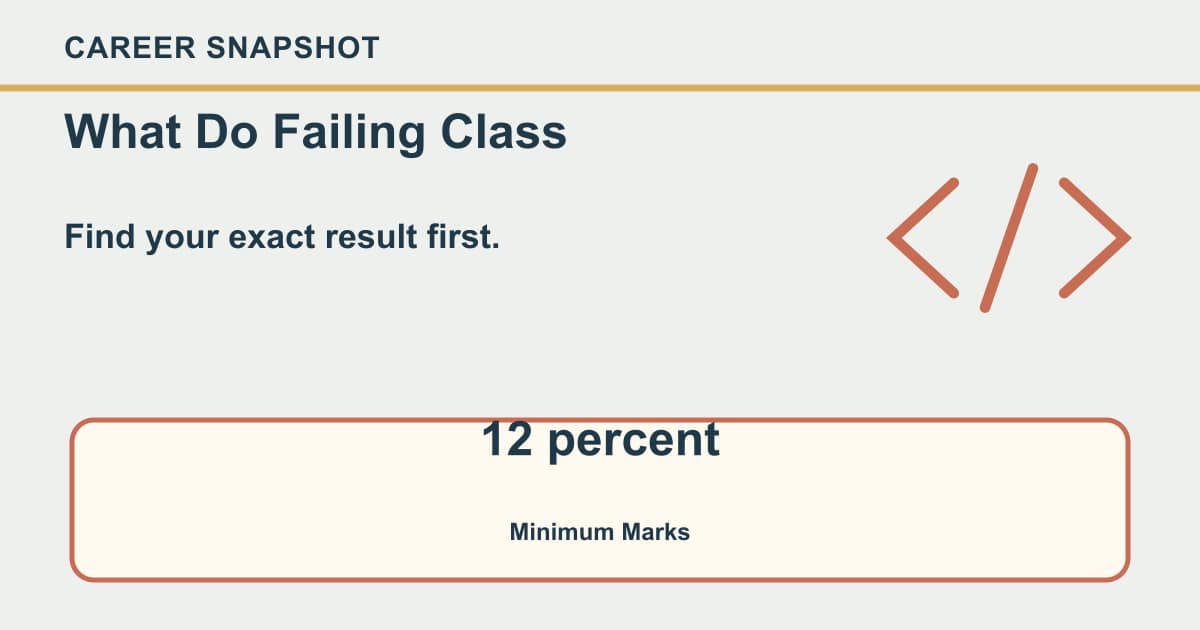 CAREER SNAPSHOT
What Do Failing Class
Find your exact result first.
12 percent
Minimum Marks